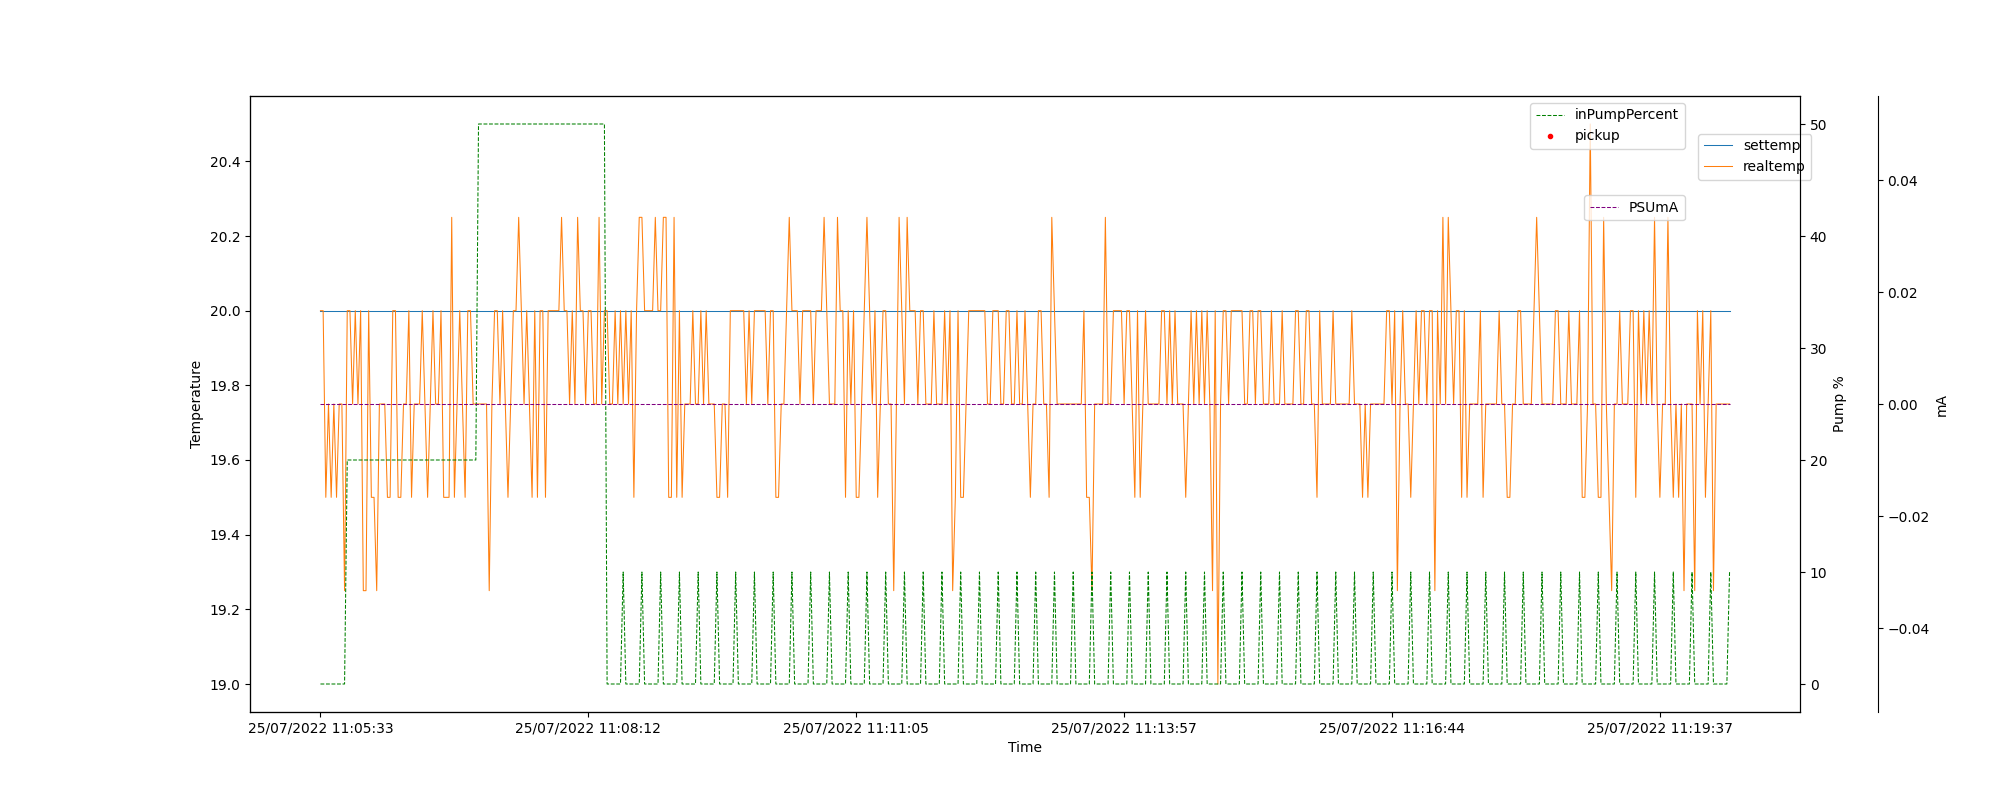 inPumpPercent
pickup
settemp
realtemp
PSUmA
20.4
20.2
20.0
19.8
19.6
19.4
19.2
19.0
Temperature
50
40
30
20
10
0
Pump %
0.04
0.02
0.00
−0.02
−0.04
mA
25/07/2022 11:05:33
25/07/2022 11:08:12
25/07/2022 11:11:05
25/07/2022 11:13:57
25/07/2022 11:16:44
25/07/2022 11:19:37
Time